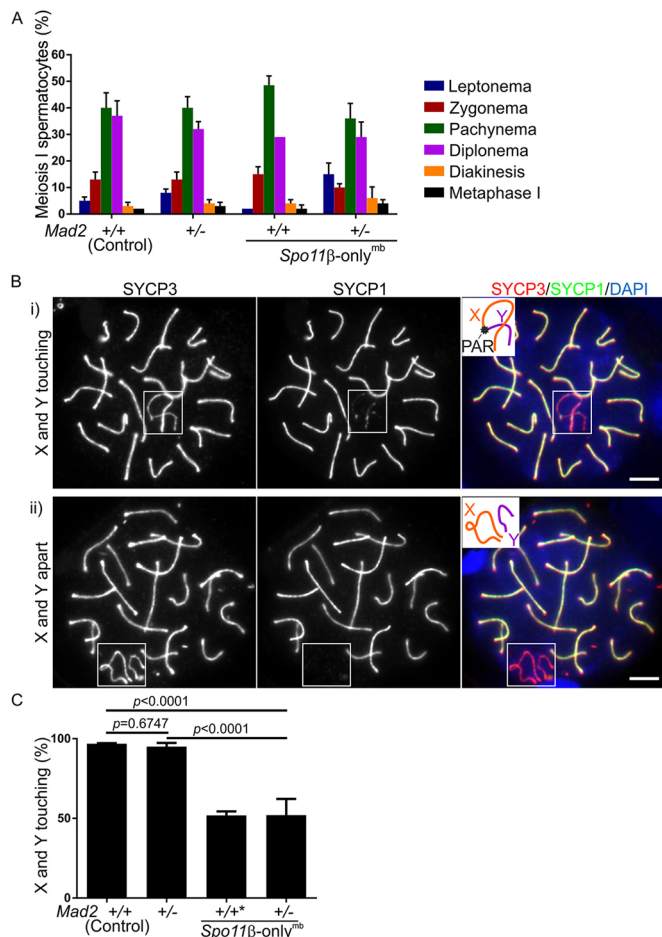 A
Meiosis I spermatocytes (%)
60
50
40
30
20
10
0
Leptonema
Zygonema
Pachynema
Diplonema
Diakinesis
Metaphase I
Mad2 +/+ +/- +/+ +/-
(Control)
Spo11β-only^mb
B
SYCP3 SYCP1 SYCP3/SYCP1/DAPI
i)
X and Y touching
X Y
PAR
ii)
X and Y apart
X
Y
C
X and Y touching (%)
100
50
0
p<0.0001
p=0.6747
p<0.0001
Mad2 +/+ +/- +/+* +/-
(Control)
Spo11β-only^mb